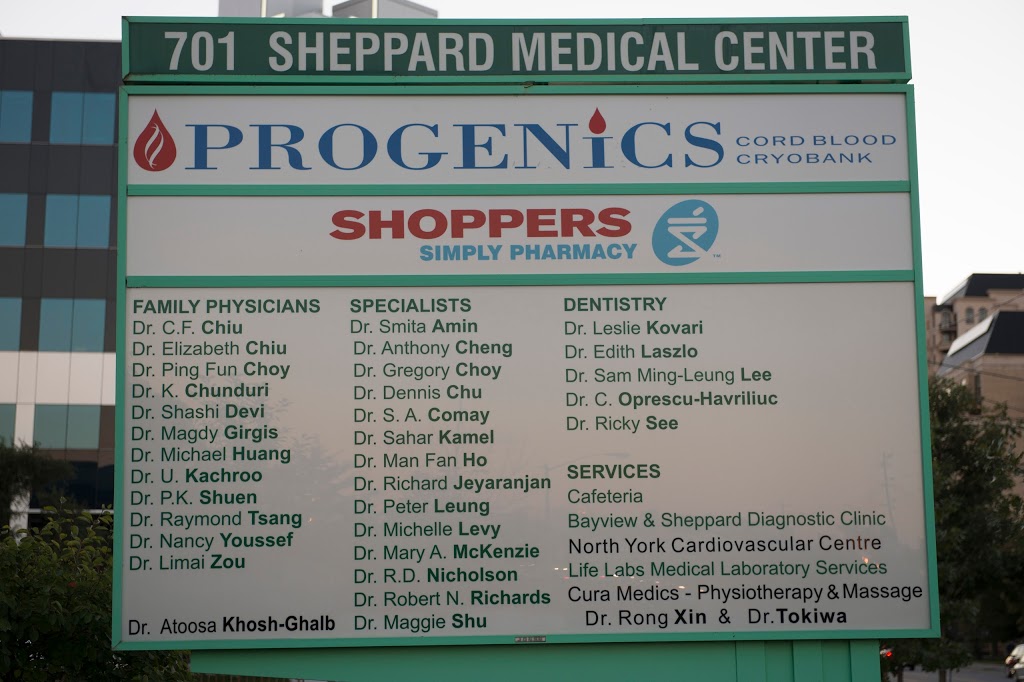 701 SHEPPARD MEDICAL CENTER
PROGENiCS CORD BLOOD
CRYOBANK
SHOPPERS
SIMPLY PHARMACY
TM
FAMILY PHYSICIANS
Dr. C.F. Chiu
Dr. Elizabeth Chiu
Dr. Ping Fun Choy
Dr. K. Chunduri
Dr. Shashi Devi
Dr. Magdy Girgis
Dr. Michael Huang
Dr. U. Kachroo
Dr. P.K. Shuen
Dr. Raymond Tsang
Dr. Nancy Youssef
Dr. Limai Zou
Dr. Atoosa Khosh-Ghalb
SPECIALISTS
Dr. Smita Amin
Dr. Anthony Cheng
Dr. Gregory Choy
Dr. Dennis Chu
Dr. S. A. Comay
Dr. Sahar Kamel
Dr. Man Fan Ho
Dr. Richard Jeyaranjan
Dr. Peter Leung
Dr. Michelle Levy
Dr. Mary A. McKenzie
Dr. R.D. Nicholson
Dr. Robert N. Richards
Dr. Maggie Shu
DENTISTRY
Dr. Leslie Kovari
Dr. Edith Laszlo
Dr. Sam Ming-Leung Lee
Dr. C. Oprescu-Havriliuc
Dr. Ricky See
SERVICES
Cafeteria
Bayview & Sheppard Diagnostic Clinic
North York Cardiovascular Centre
Life Labs Medical Laboratory Services
Cura Medics - Physiotherapy & Massage
Dr. Rong Xin & Dr.Tokiwa